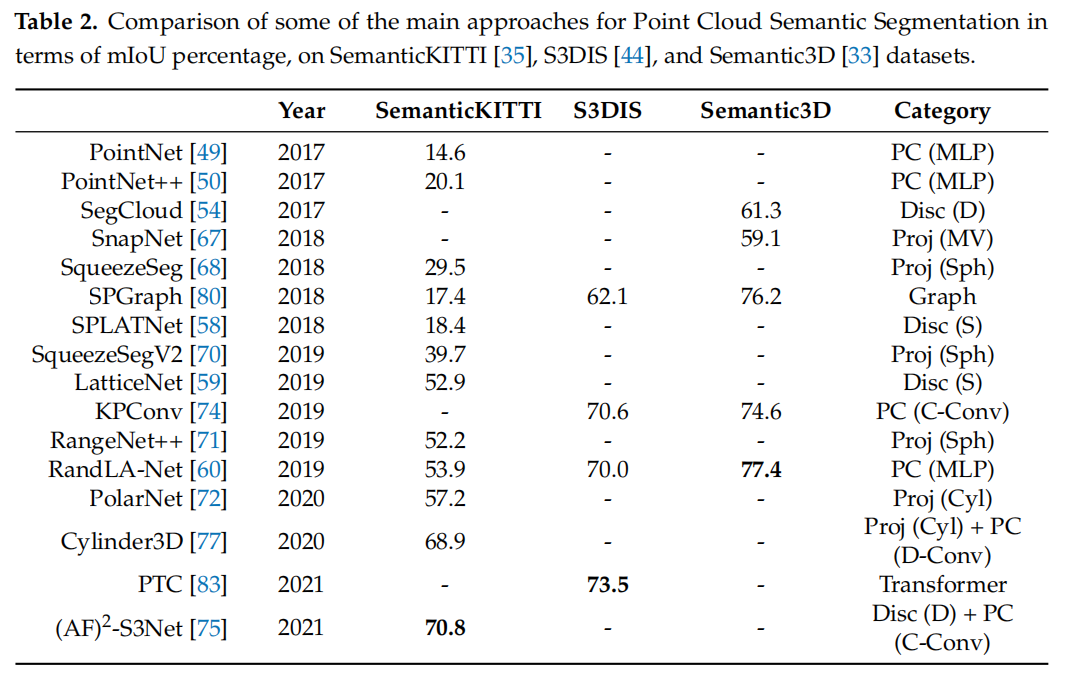 Table 2. Comparison of some of the main approaches for Point Cloud Semantic Segmentation in
terms of mIoU percentage, on SemanticKITTI [35], S3DIS [44], and Semantic3D [33] datasets.
Year SemanticKITTI S3DIS Semantic3D Category
PointNet [49] 2017 14.6 - - PC (MLP)
PointNet++ [50] 2017 20.1 - - PC (MLP)
SegCloud [54] 2017 - - 61.3 Disc (D)
SnapNet [67] 2018 - - 59.1 Proj (MV)
SqueezeSeg [68] 2018 29.5 - - Proj (Sph)
SPGraph [80] 2018 17.4 62.1 76.2 Graph
SPLATNet [58] 2018 18.4 - - Disc (S)
SqueezeSegV2 [70] 2019 39.7 - - Proj (Sph)
LatticeNet [59] 2019 52.9 - - Disc (S)
KPConv [74] 2019 - 70.6 74.6 PC (C-Conv)
RangeNet++ [71] 2019 52.2 - - Proj (Sph)
RandLA-Net [60] 2019 53.9 70.0 77.4 PC (MLP)
PolarNet [72] 2020 57.2 - - Proj (Cyl)
Cylinder3D [77] 2020 68.9 - - Proj (Cyl) + PC
(D-Conv)
PTC [83] 2021 - 73.5 - Transformer
(AF)²-S3Net [75] 2021 70.8 - - Disc (D) + PC
(C-Conv)